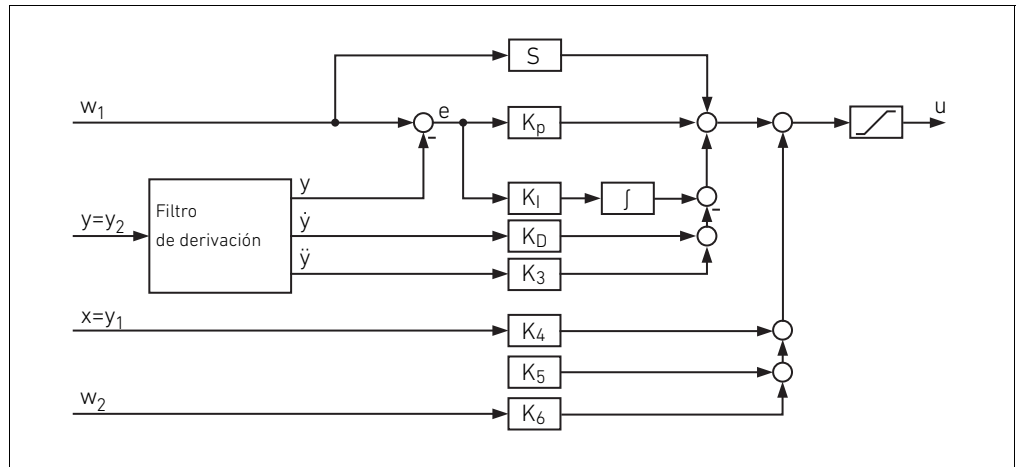 S
w1
e
Kp
u
-
y
KI
∫
-
Filtro
de derivación
y=y2
ẏ
KD
ÿ
K3
x=y1
K4
K5
w2
K6